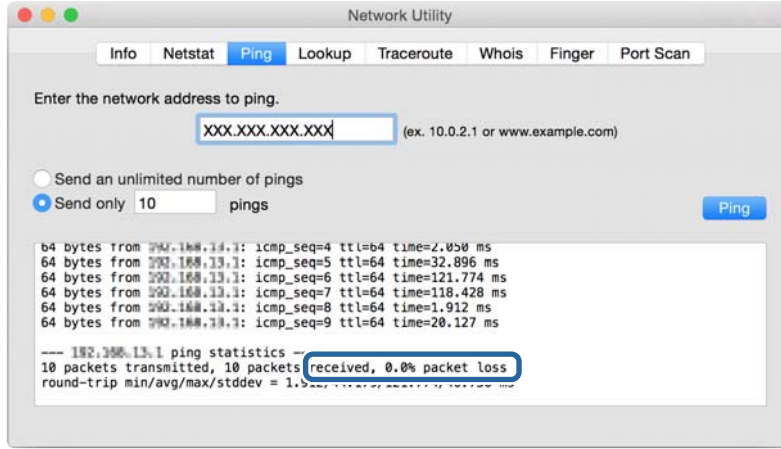 Network Utility
Info Netstat Ping Lookup Traceroute Whois Finger Port Scan
Enter the network address to ping.
XXX.XXX.XXX.XXX (ex. 10.0.2.1 or www.example.com)
Send an unlimited number of pings
Send only 10 pings
Ping
64 bytes from icmp_seq=4 ttl=64 time=2.050 ms
64 bytes from icmp_seq=5 ttl=64 time=32.896 ms
64 bytes from icmp_seq=6 ttl=64 time=121.774 ms
64 bytes from icmp_seq=7 ttl=64 time=118.428 ms
64 bytes from icmp_seq=8 ttl=64 time=1.912 ms
64 bytes from icmp_seq=9 ttl=64 time=20.127 ms
--- ping statistics --
10 packets transmitted, 10 packets received, 0.0% packet loss
round-trip min/avg/max/stddev = ms